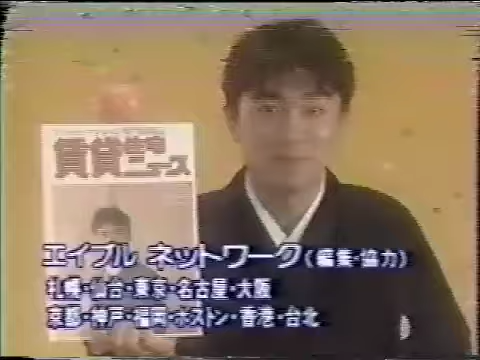 賃貸住宅
ニュース
エイブル ネットワーク(編集・協力)
札幌・仙台・東京・名古屋・大阪
京都・神戸・福岡・ボストン・香港・台北